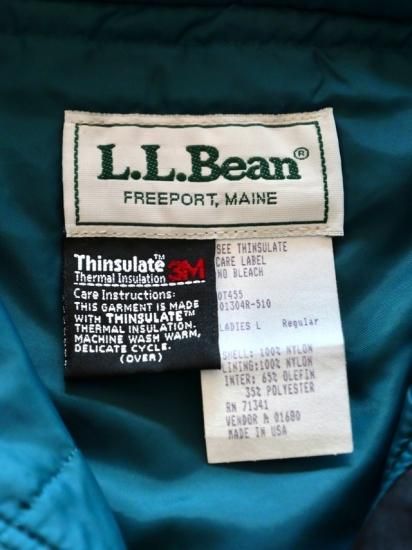 L.L.Bean®
FREEPORT, MAINE
Thinsulate™ 3M
Thermal Insulation
Care Instructions:
THIS GARMENT IS MADE
WITH THINSULATE™
THERMAL INSULATION.
MACHINE WASH WARM,
DELICATE CYCLE.
(OVER)
SEE THINSULATE
CARE LABEL
NO BLEACH
0T455
01304R-510
LADIES L Regular
SHELL: 100% NYLON
LINING:100% NYLON
INTER: 65% OLEFIN
35% POLYESTER
RN 71341
VENDOR A 01680
MADE IN USA